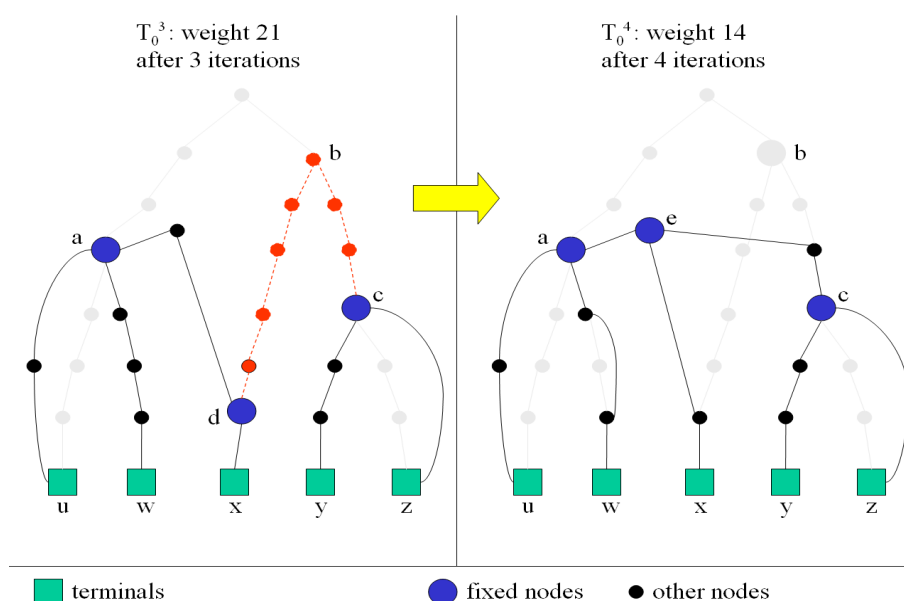 T₀³: weight 21
after 3 iterations
b
a
c
d
u w x y z
T₀⁴: weight 14
after 4 iterations
b
e
a
c
u w x y z
terminals
fixed nodes
other nodes